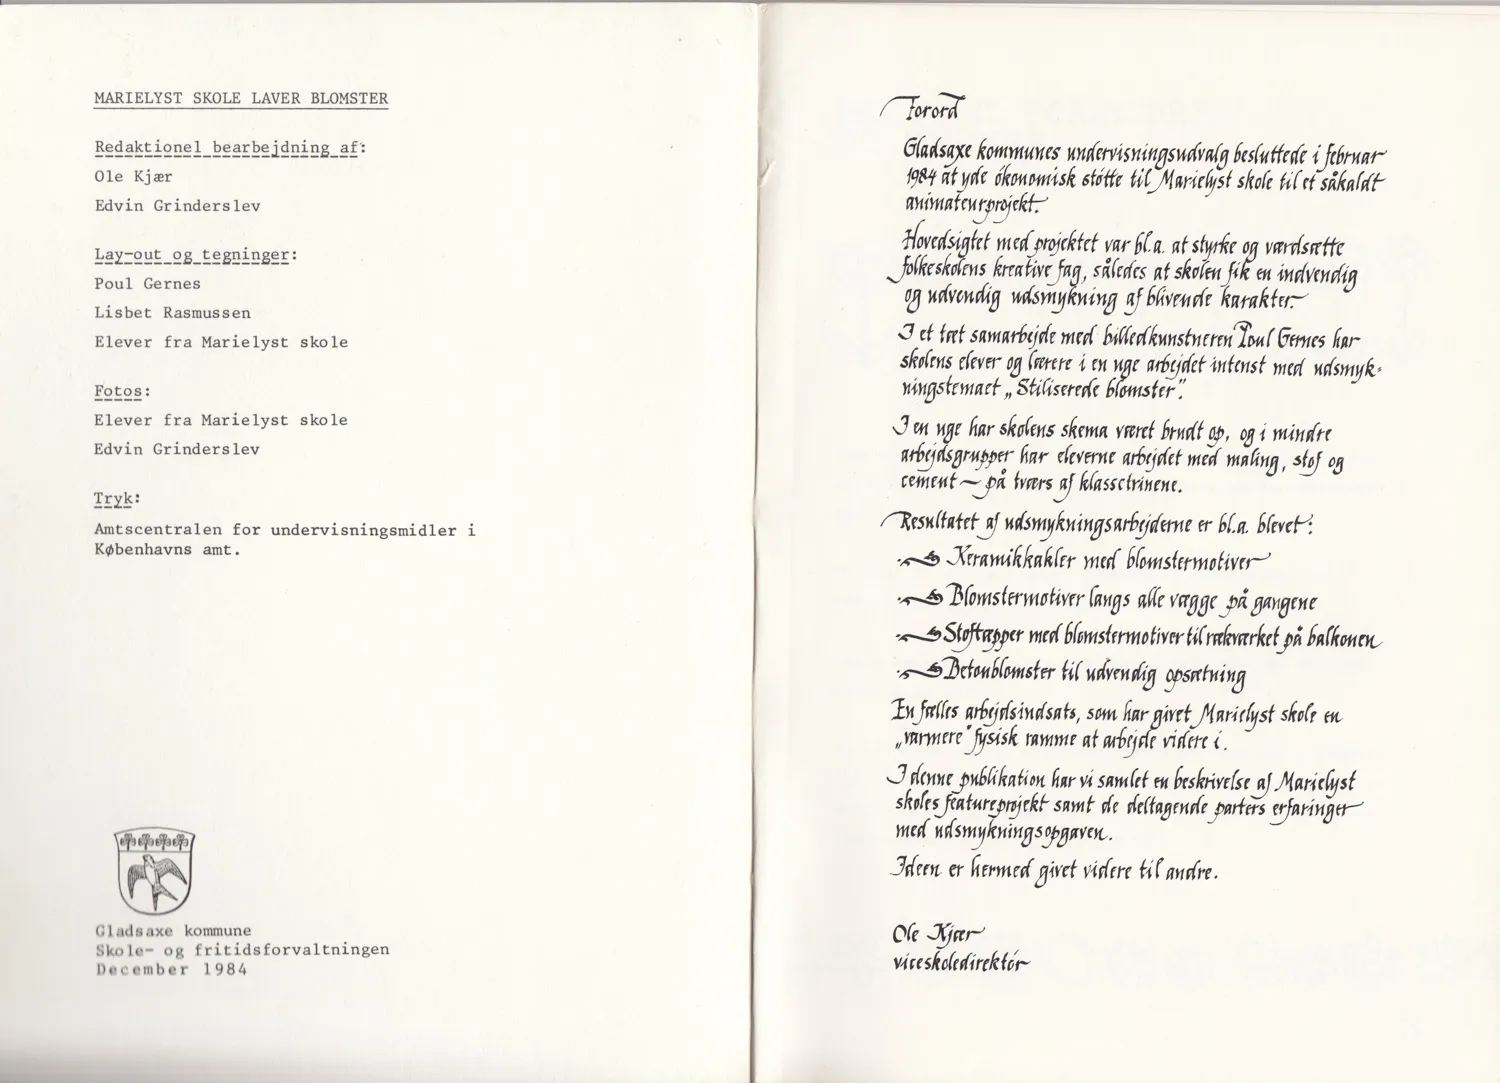 MARIELYST SKOLE LAVER BLOMSTER
Redaktionel bearbejdning af:
Ole Kjær
Edvin Grinderslev
Lay-out og tegninger:
Poul Gernes
Lisbet Rasmussen
Elever fra Marielyst skole
Fotos:
Elever fra Marielyst skole
Edvin Grinderslev
Tryk:
Amtscentralen for undervisningsmidler i
Københavns amt.
Gladsaxe kommune
Skole- og fritidsforvaltningen
December 1984
Forord
Gladsaxe kommunes undervisningsudvalg besluttede i februar
1984 at yde økonomisk støtte til Marielyst skole til et såkaldt
animateurprojekt.
Hovedsigtet med projektet var bl.a. at styrke og værdsætte
folkeskolens kreative fag, således at skolen fik en indvendig
og udvendig udsmykning af blivende karakter.
I et tæt samarbejde med billedkunstneren Poul Gernes har
skolens elever og lærere i en uge arbejdet intenst med udsmyk-
ningstemaet „Stiliserede blomster”.
I en uge har skolens skema været brudt op, og i mindre
arbejdsgrupper har eleverne arbejdet med maling, stof og
cement – på tværs af klassetrinene.
Resultatet af udsmykningsarbejderne er bl.a. blevet:
Keramikkakler med blomstermotiver
Blomstermotiver langs alle vægge på gangene
Stoftæpper med blomstermotiver til rækværket på balkonen
Betonblomster til udvendig opsætning
En fælles arbejdsindsats, som har givet Marielyst skole en
„varmere” fysisk ramme at arbejde videre i.
I denne publikation har vi samlet en beskrivelse af Marielyst
skoles featureprojekt samt de deltagende parters erfaringer
med udsmykningsopgaven.
Ideen er hermed givet videre til andre.
Ole Kjær
viceskoledirektør